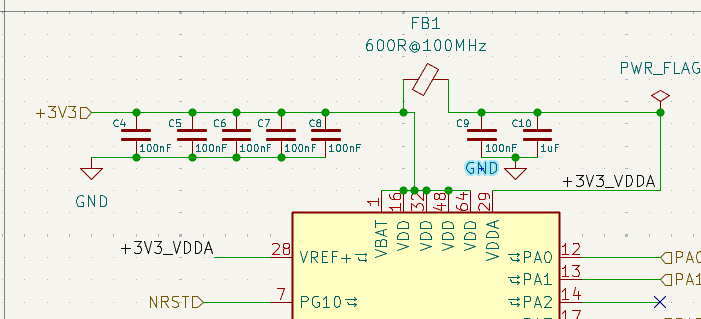 FB1
600R@100MHz
PWR_FLAG
+3V3
C4
C5
C6
C7
C8
C9
C10
100nF
100nF
100nF
100nF
100nF
100nF
1uF
GND
GND
+3V3_VDDA
1
16
32
48
64
29
VBAT
VDD
VDD
VDD
VDD
VDDA
+3V3_VDDA
28
VREF+
PA0
12
PA0
PA1
13
PA1
NRST
7
PG10
PA2
14
17